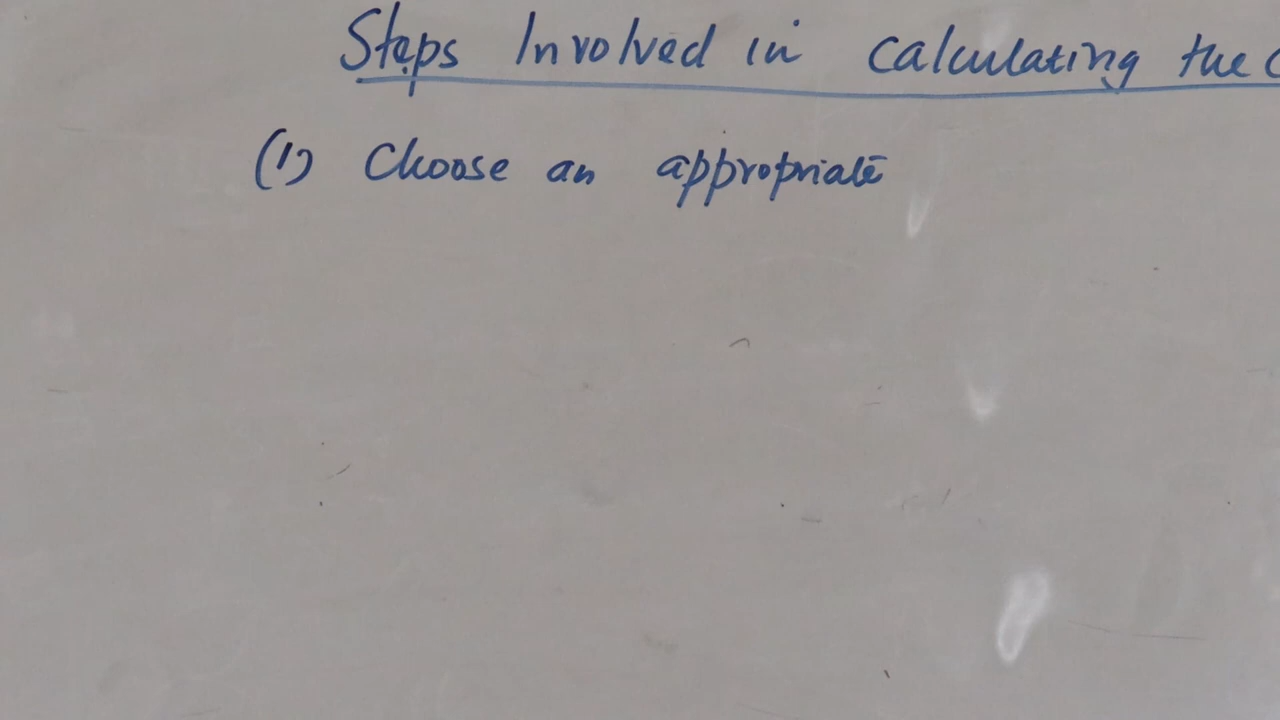 Steps Involved in Calculating the
(1) Choose an appropriate